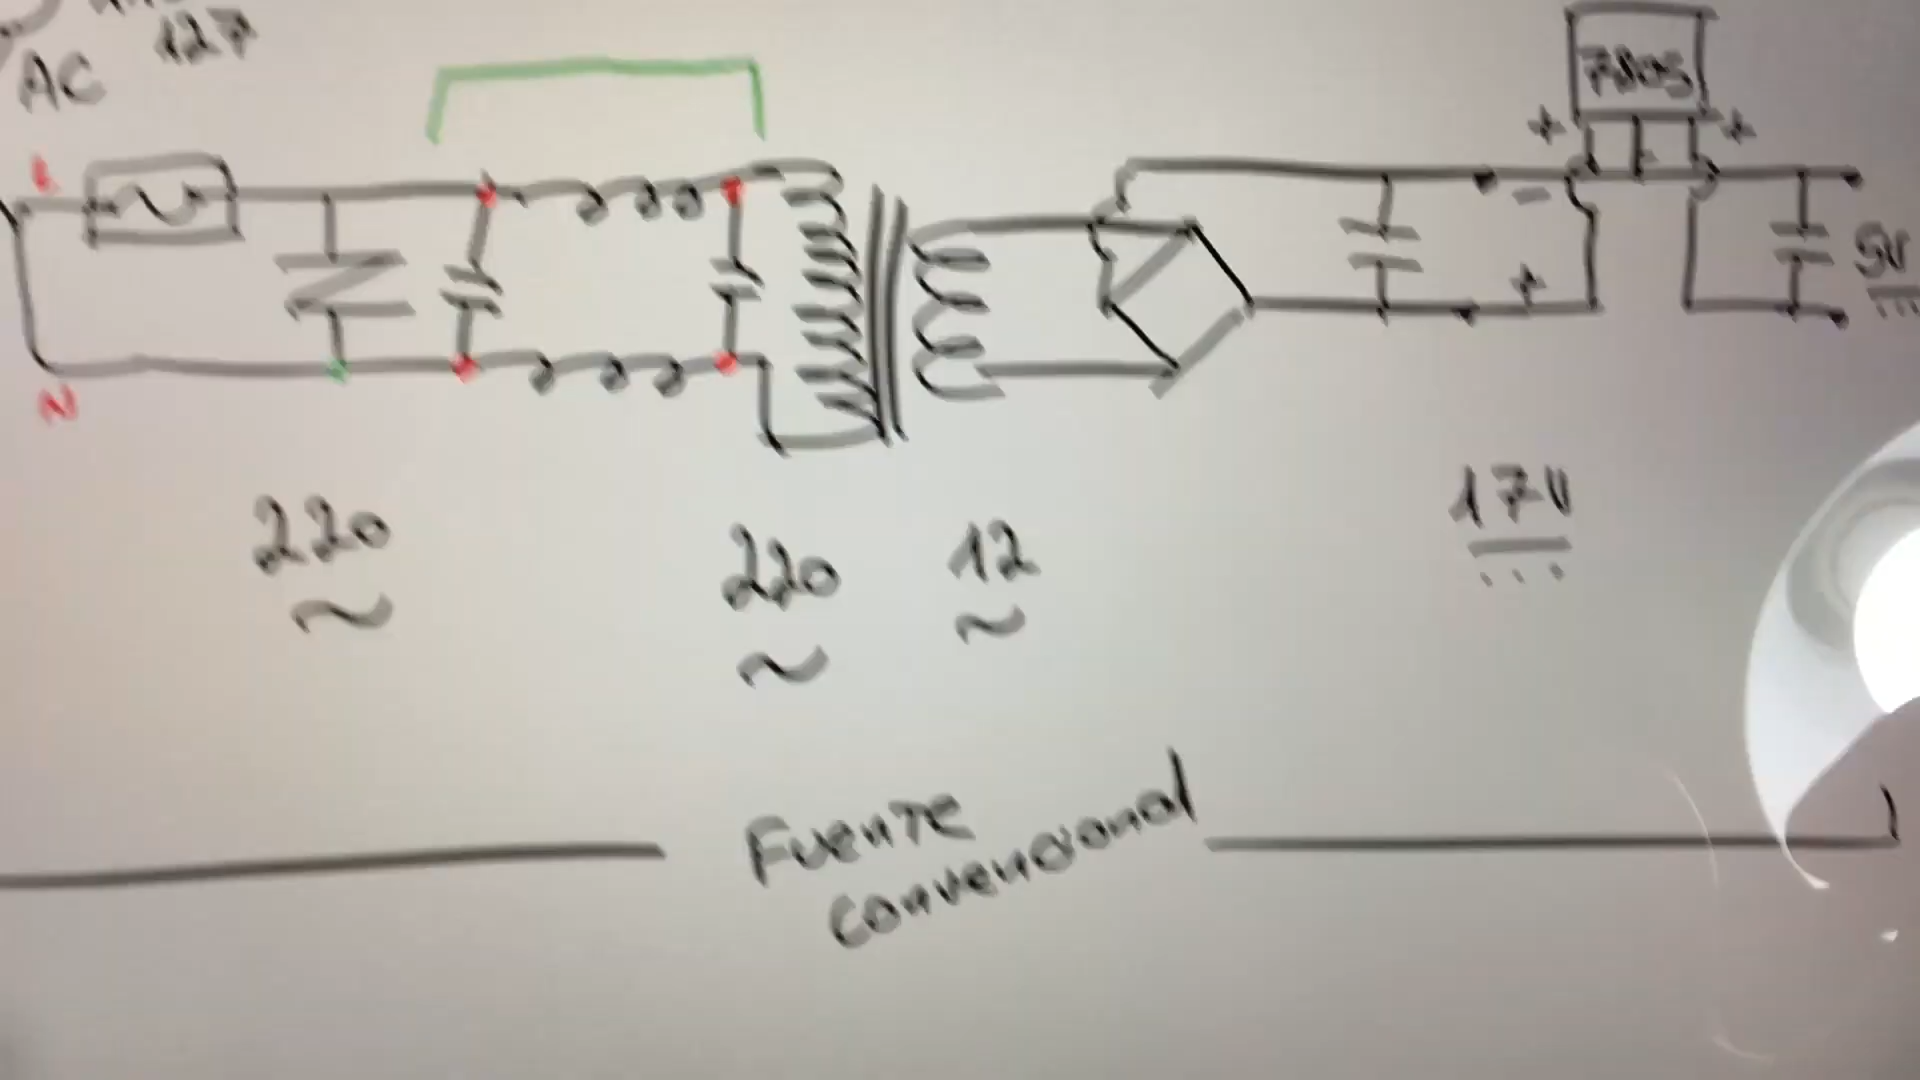 127
AC
7805
+ +
L
-
+
5V
N
220
~
220
~
12
~
17V
Fuente
convencional